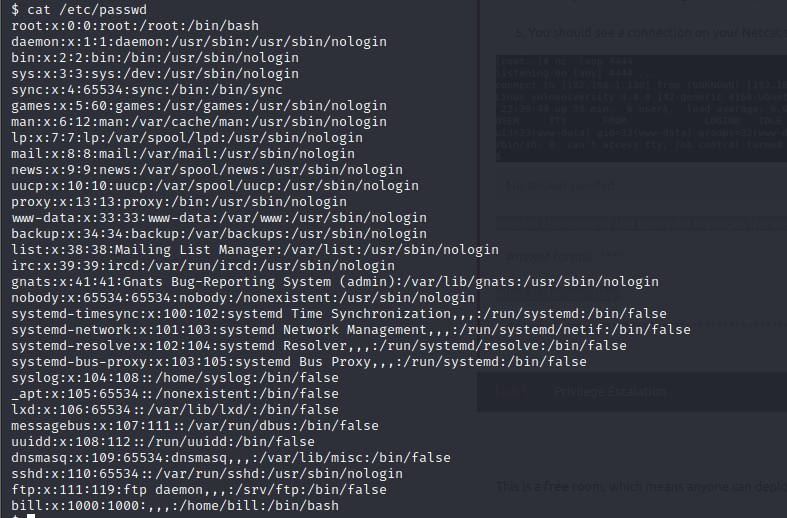 $ cat /etc/passwd
root:x:0:0:root:/root:/bin/bash
daemon:x:1:1:daemon:/usr/sbin:/usr/sbin/nologin
bin:x:2:2:bin:/bin:/usr/sbin/nologin
sys:x:3:3:sys:/dev:/usr/sbin/nologin
sync:x:4:65534:sync:/bin:/bin/sync
games:x:5:60:games:/usr/games:/usr/sbin/nologin
man:x:6:12:man:/var/cache/man:/usr/sbin/nologin
lp:x:7:7:lp:/var/spool/lpd:/usr/sbin/nologin
mail:x:8:8:mail:/var/mail:/usr/sbin/nologin
news:x:9:9:news:/var/spool/news:/usr/sbin/nologin
uucp:x:10:10:uucp:/var/spool/uucp:/usr/sbin/nologin
proxy:x:13:13:proxy:/bin:/usr/sbin/nologin
www-data:x:33:33:www-data:/var/www:/usr/sbin/nologin
backup:x:34:34:backup:/var/backups:/usr/sbin/nologin
list:x:38:38:Mailing List Manager:/var/list:/usr/sbin/nologin
irc:x:39:39:ircd:/var/run/ircd:/usr/sbin/nologin
gnats:x:41:41:Gnats Bug-Reporting System (admin):/var/lib/gnats:/usr/sbin/nologin
nobody:x:65534:65534:nobody:/nonexistent:/usr/sbin/nologin
systemd-timesync:x:100:102:systemd Time Synchronization,,,:/run/systemd:/bin/false
systemd-network:x:101:103:systemd Network Management,,,:/run/systemd/netif:/bin/false
systemd-resolve:x:102:104:systemd Resolver,,,:/run/systemd/resolve:/bin/false
systemd-bus-proxy:x:103:105:systemd Bus Proxy,,,:/run/systemd:/bin/false
syslog:x:104:108::/home/syslog:/bin/false
_apt:x:105:65534::/nonexistent:/bin/false
lxd:x:106:65534::/var/lib/lxd/:/bin/false
messagebus:x:107:111::/var/run/dbus:/bin/false
uuidd:x:108:112::/run/uuidd:/bin/false
dnsmasq:x:109:65534:dnsmasq,,,:/var/lib/misc:/bin/false
sshd:x:110:65534::/var/run/sshd:/usr/sbin/nologin
ftp:x:111:119:ftp daemon,,,:/srv/ftp:/bin/false
bill:x:1000:1000:,,,:/home/bill:/bin/bash
$
5. You should see a connection on your Netcat
No answer needed
Answer format: ****
Privilege Escalation
This is a free room, which means anyone can deploy